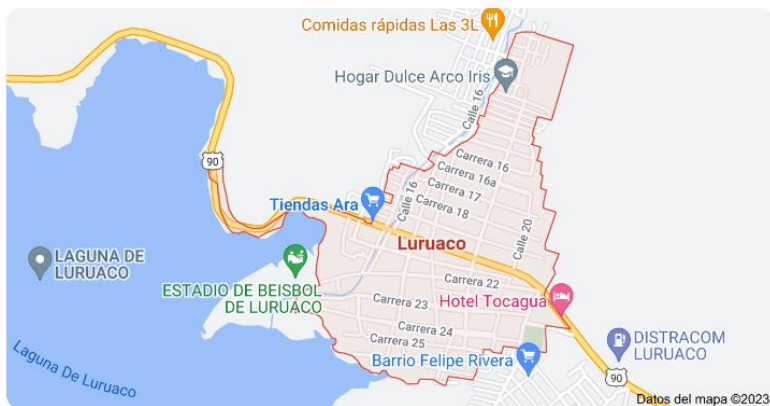 Comidas rápidas Las 3L
Hogar Dulce Arco Iris
Calle 16
90
Carrera 16
Carrera 16a
Carrera 17
Carrera 18
Tiendas Ara
Calle 16
Calle 20
Luruaco
LAGUNA DE
LURUACO
ESTADIO DE BEISBOL
DE LURUACO
Carrera 22
Hotel Tocagua
Carrera 23
Carrera 24
Carrera 25
Barrio Felipe Rivera
DISTRACOM
LURUACO
Laguna De Luruaco
90
Datos del mapa ©2023